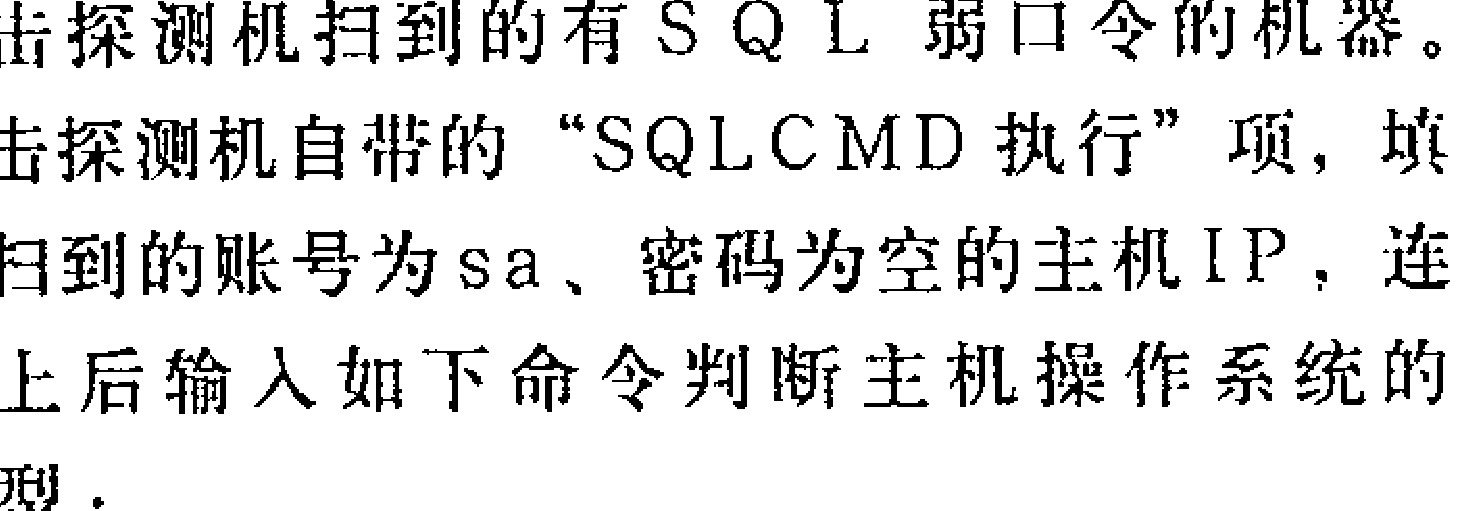 击探测机扫到的有SQL 弱口令的机器。
击探测机自带的“SQLCMD执行”项，填
扫到的账号为sa、密码为空的主机IP，连
上后输入如下命令判断主机操作系统的
型：